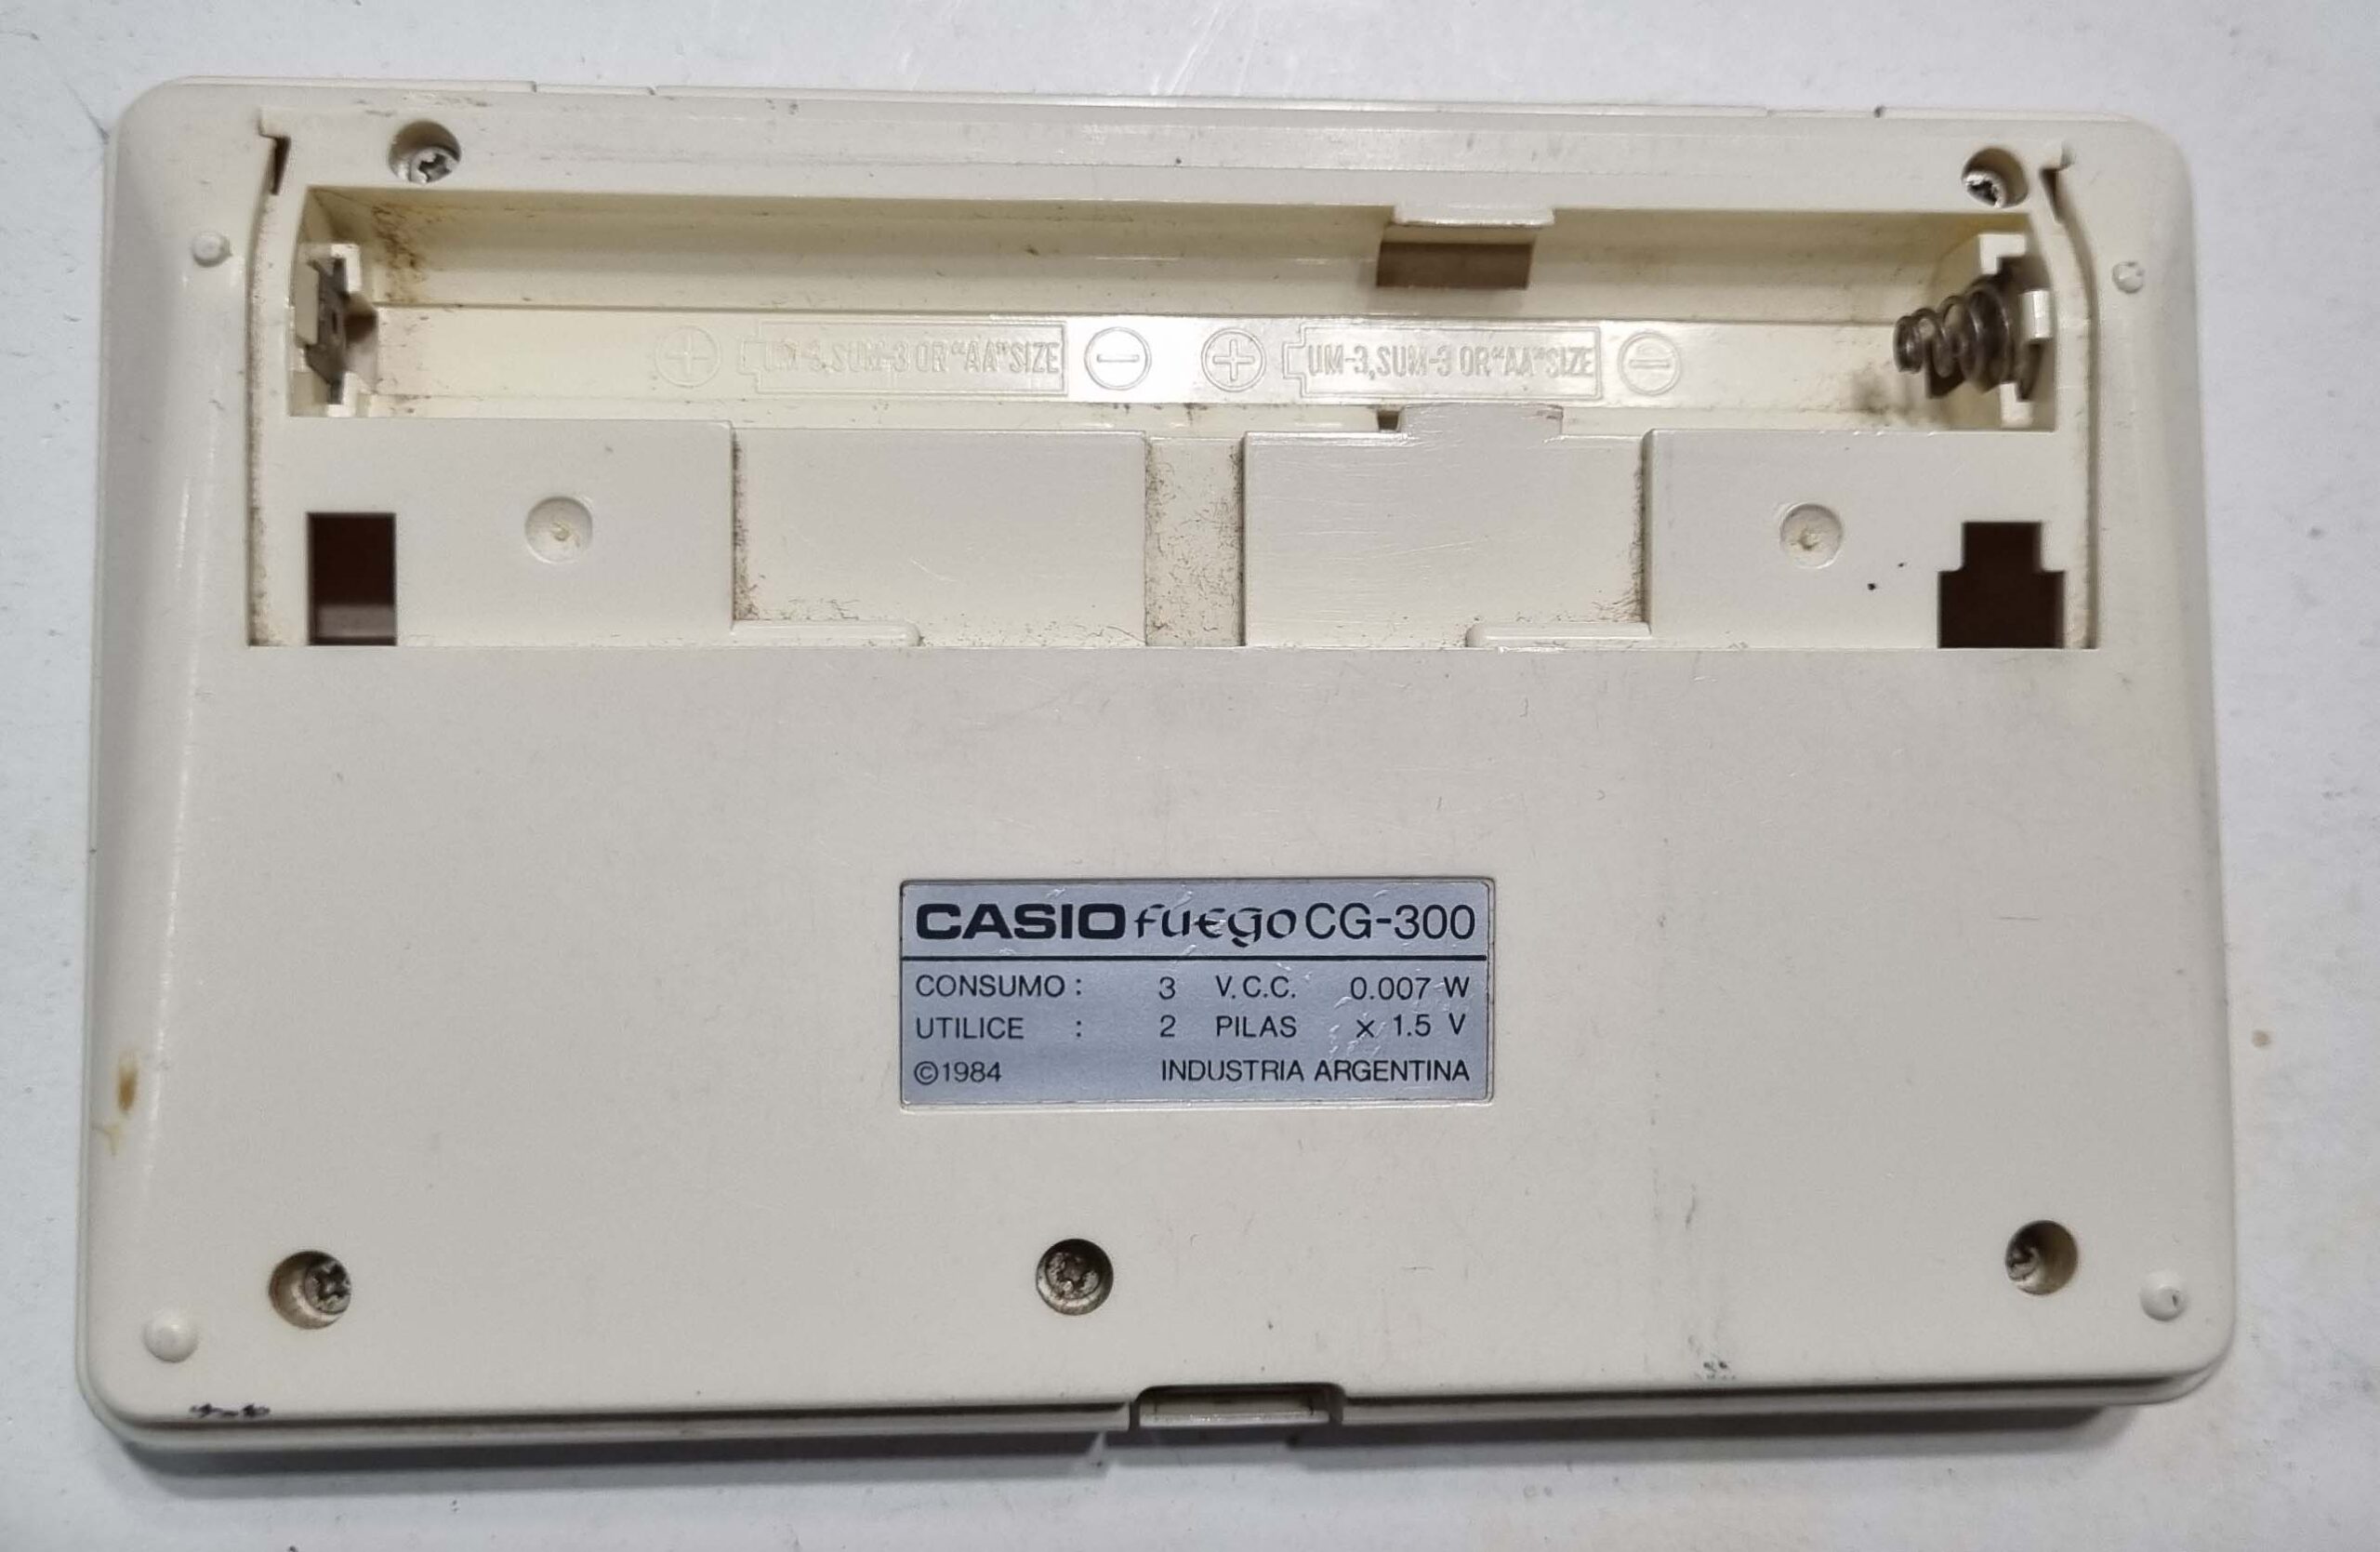 ⊕ UM-3,SUM-3 OR "AA" SIZE ⊖ ⊕ UM-3,SUM-3 OR "AA" SIZE ⊖
CASIO fuego CG-300
CONSUMO : 3 V.C.C. 0.007 W
UTILICE : 2 PILAS × 1.5 V
©1984 INDUSTRIA ARGENTINA